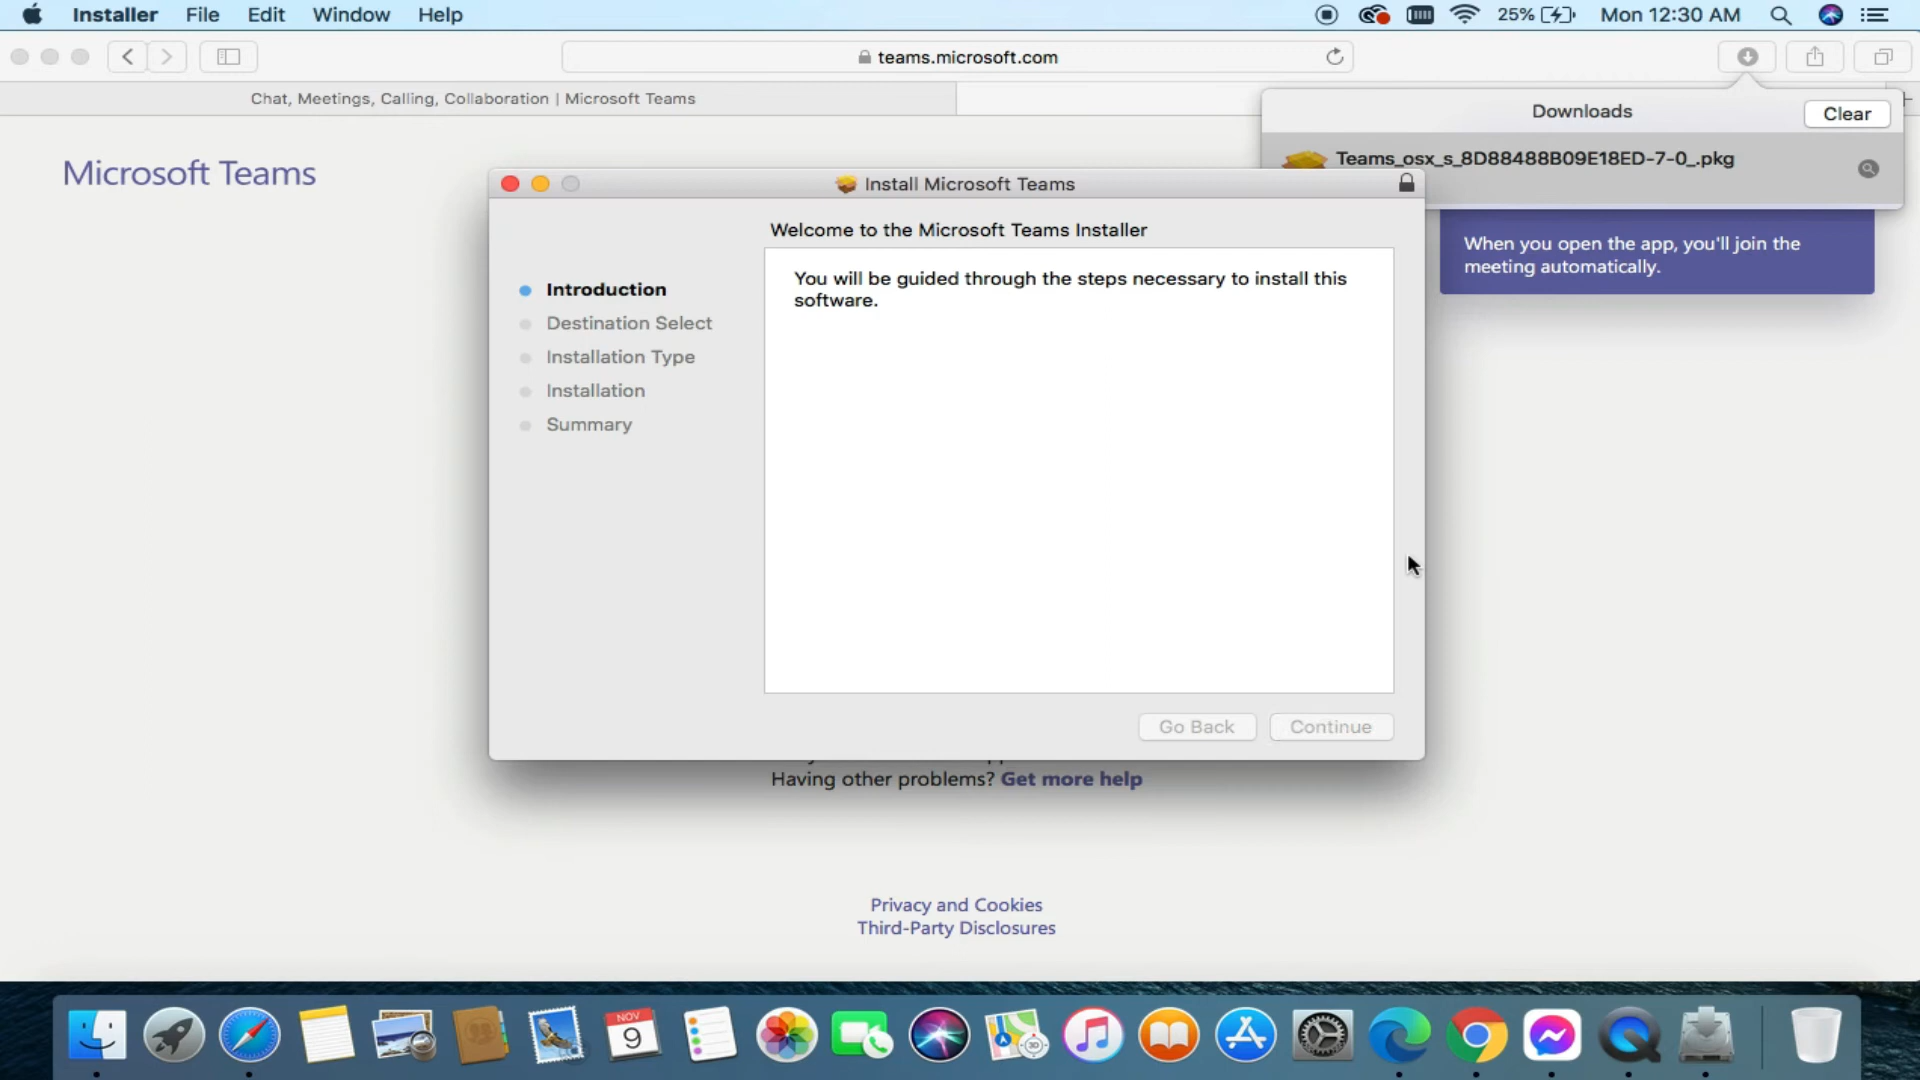 Installer File Edit Window Help
25% Mon 12:30 AM
teams.microsoft.com
Chat, Meetings, Calling, Collaboration | Microsoft Teams
Downloads
Clear
Teams_osx_s_8D88488B09E18ED-7-0_.pkg
Microsoft Teams
Install Microsoft Teams
Welcome to the Microsoft Teams Installer
Introduction
Destination Select
Installation Type
Installation
Summary
You will be guided through the steps necessary to install this
software.
When you open the app, you'll join the
meeting automatically.
Go Back
Continue
Having other problems? Get more help
Privacy and Cookies
Third-Party Disclosures
NOV
9